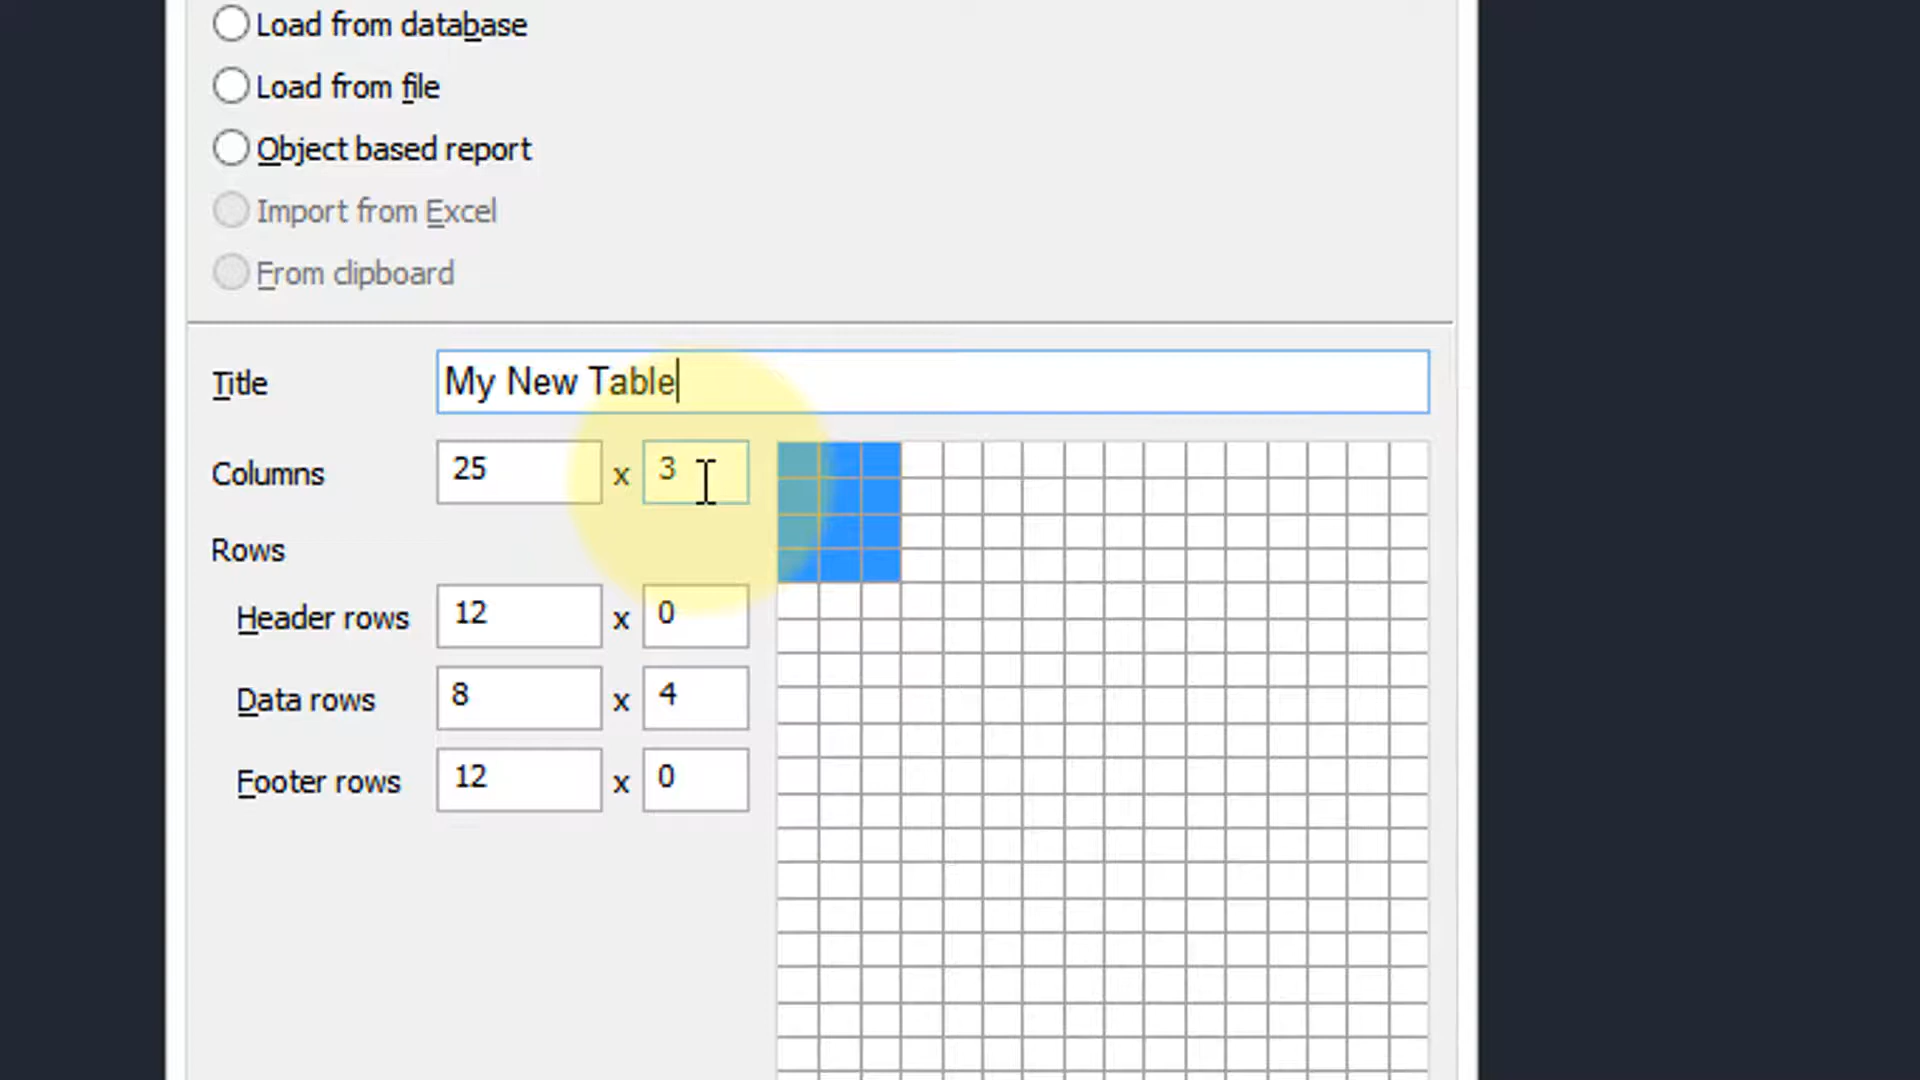 Load from database
Load from file
Object based report
Import from Excel
From clipboard
Title My New Table
Columns 25 x 3
Rows
Header rows 12 x 0
Data rows 8 x 4
Footer rows 12 x 0